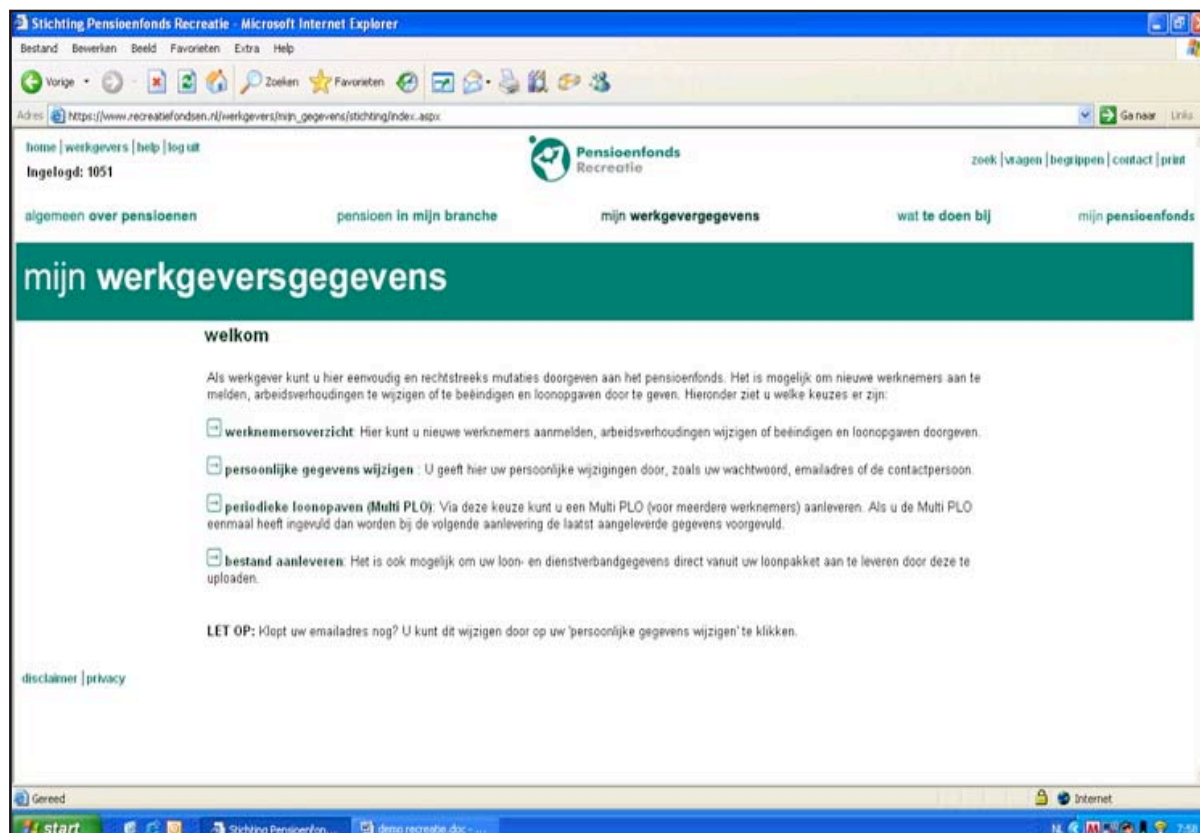 Stichting Pensioenfonds Recreatie - Microsoft Internet Explorer
Bestand Bewerken Beeld Favorieten Extra Help
Vorige Zoeken Favorieten
Adres https://www.recreatiefondsen.nl/werkgevers/mijn_gegevens/stichting/index.aspx Ga naar Links
home | werkgevers | help | log uit
Ingelogd: 1051
Pensioenfonds
Recreatie
zoek | vragen | begrippen | contact | print
algemeen over pensioenen pensioen in mijn branche mijn werkgevergegevens wat te doen bij mijn pensioenfonds
mijn werkgeversgegevens
welkom
Als werkgever kunt u hier eenvoudig en rechtstreeks mutaties doorgeven aan het pensioenfonds. Het is mogelijk om nieuwe werknemers aan te
melden, arbeidsverhoudingen te wijzigen of te beëindigen en loonopgaven door te geven. Hieronder ziet u welke keuzes er zijn:
werknemersoverzicht: Hier kunt u nieuwe werknemers aanmelden, arbeidsverhoudingen wijzigen of beëindigen en loonopgaven doorgeven.
persoonlijke gegevens wijzigen : U geeft hier uw persoonlijke wijzigingen door, zoals uw wachtwoord, emailadres of de contactpersoon.
periodieke loonopaven (Multi PLO): Via deze keuze kunt u een Multi PLO (voor meerdere werknemers) aanleveren. Als u de Multi PLO
eenmaal heeft ingevuld dan worden bij de volgende aanlevering de laatst aangeleverde gegevens voorgevuld.
bestand aanleveren: Het is ook mogelijk om uw loon- en dienstverbandgegevens direct vanuit uw loonpakket aan te leveren door deze te
uploaden.
LET OP: Klopt uw emailadres nog? U kunt dit wijzigen door op uw 'persoonlijke gegevens wijzigen' te klikken.
disclaimer | privacy
Gereed Internet
start Stichting Pensioenfon... demo recreatie.doc - ... NL